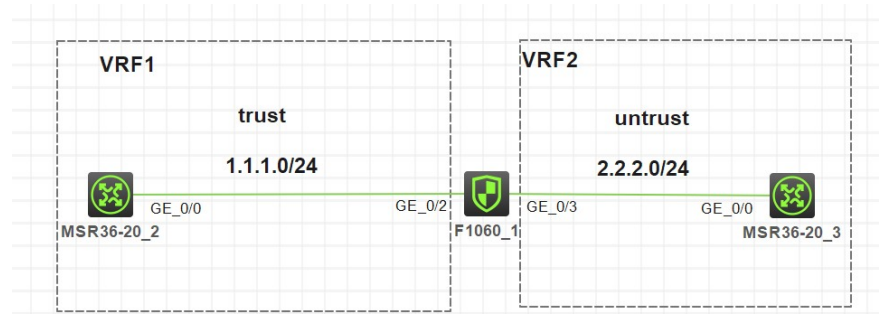 VRF1
VRF2
trust
untrust
1.1.1.0/24
2.2.2.0/24
GE_0/0
GE_0/2
GE_0/3
GE_0/0
MSR36-20_2
F1060_1
MSR36-20_3